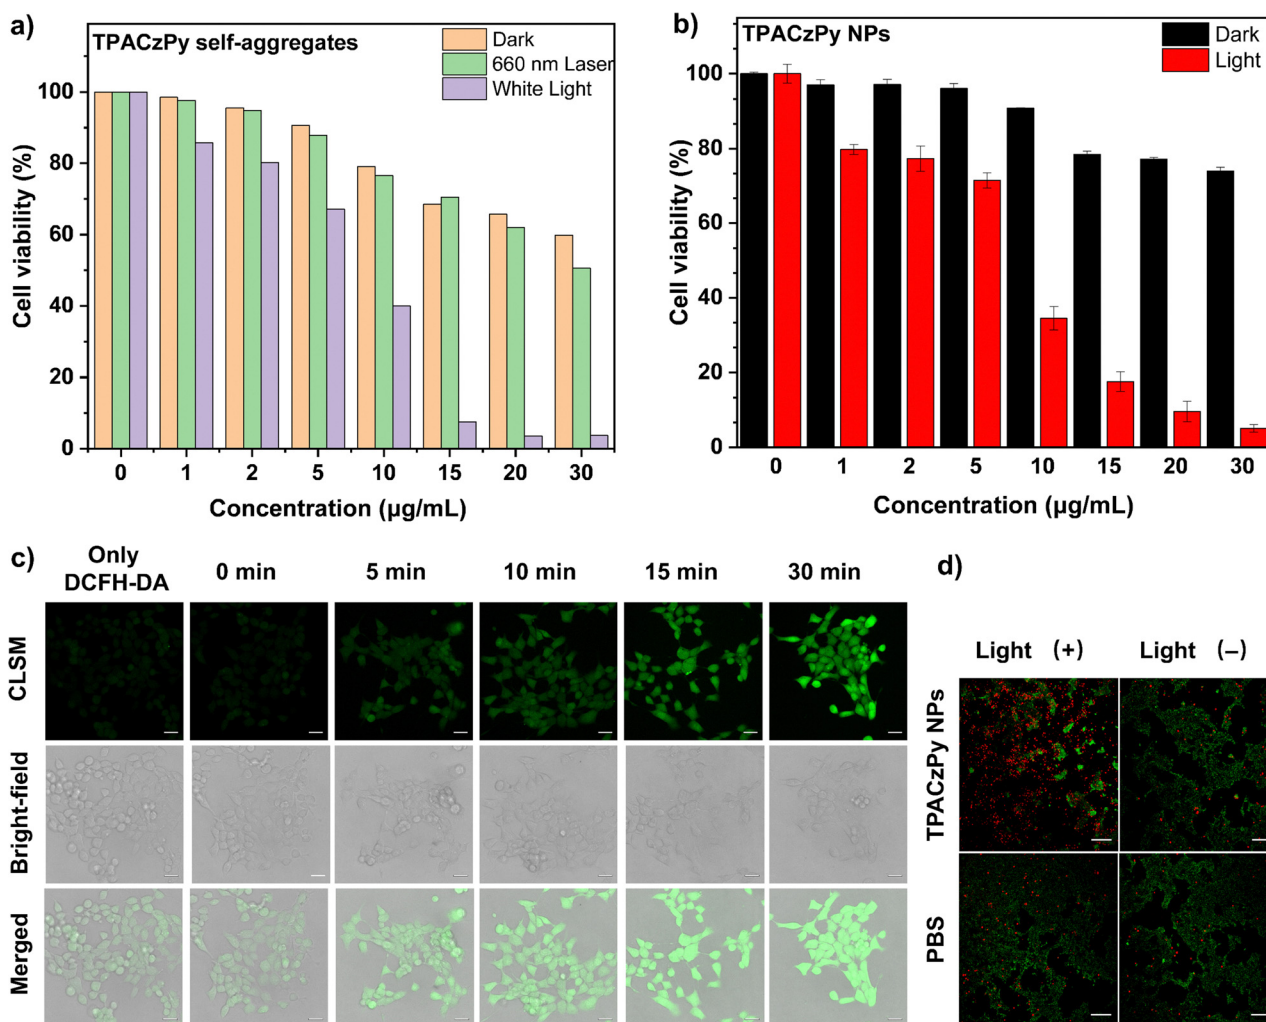 a)
TPACzPy self-aggregates
Dark
660 nm Laser
White Light
Cell viability (%)
100
80
60
40
20
0
0 1 2 5 10 15 20 30
Concentration (µg/mL)
b)
TPACzPy NPs
Dark
Light
Cell viability (%)
100
80
60
40
20
0
0 1 2 5 10 15 20 30
Concentration (µg/mL)
c)
Only
DCFH-DA
0 min
5 min
10 min
15 min
30 min
CLSM
Bright-field
Merged
d)
Light (+)
Light (–)
TPACzPy NPs
PBS